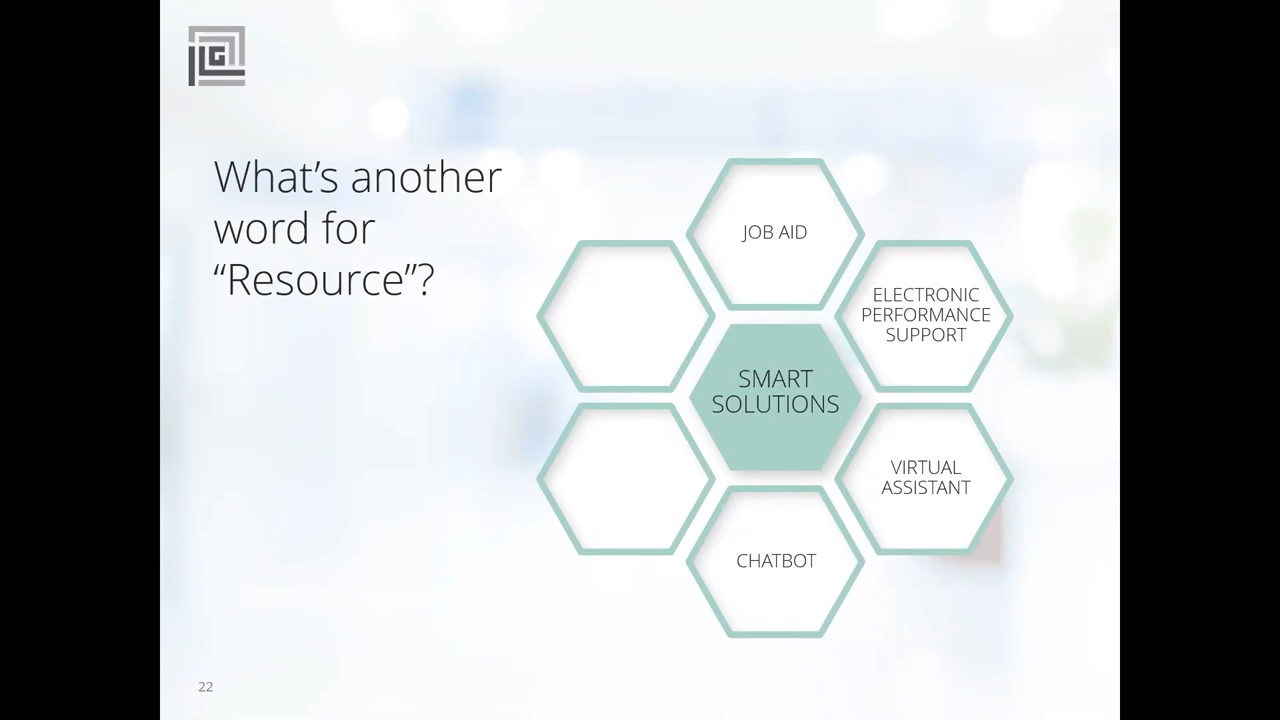 What's another
word for
“Resource”?
JOB AID
ELECTRONIC
PERFORMANCE
SUPPORT
SMART
SOLUTIONS
VIRTUAL
ASSISTANT
CHATBOT
22